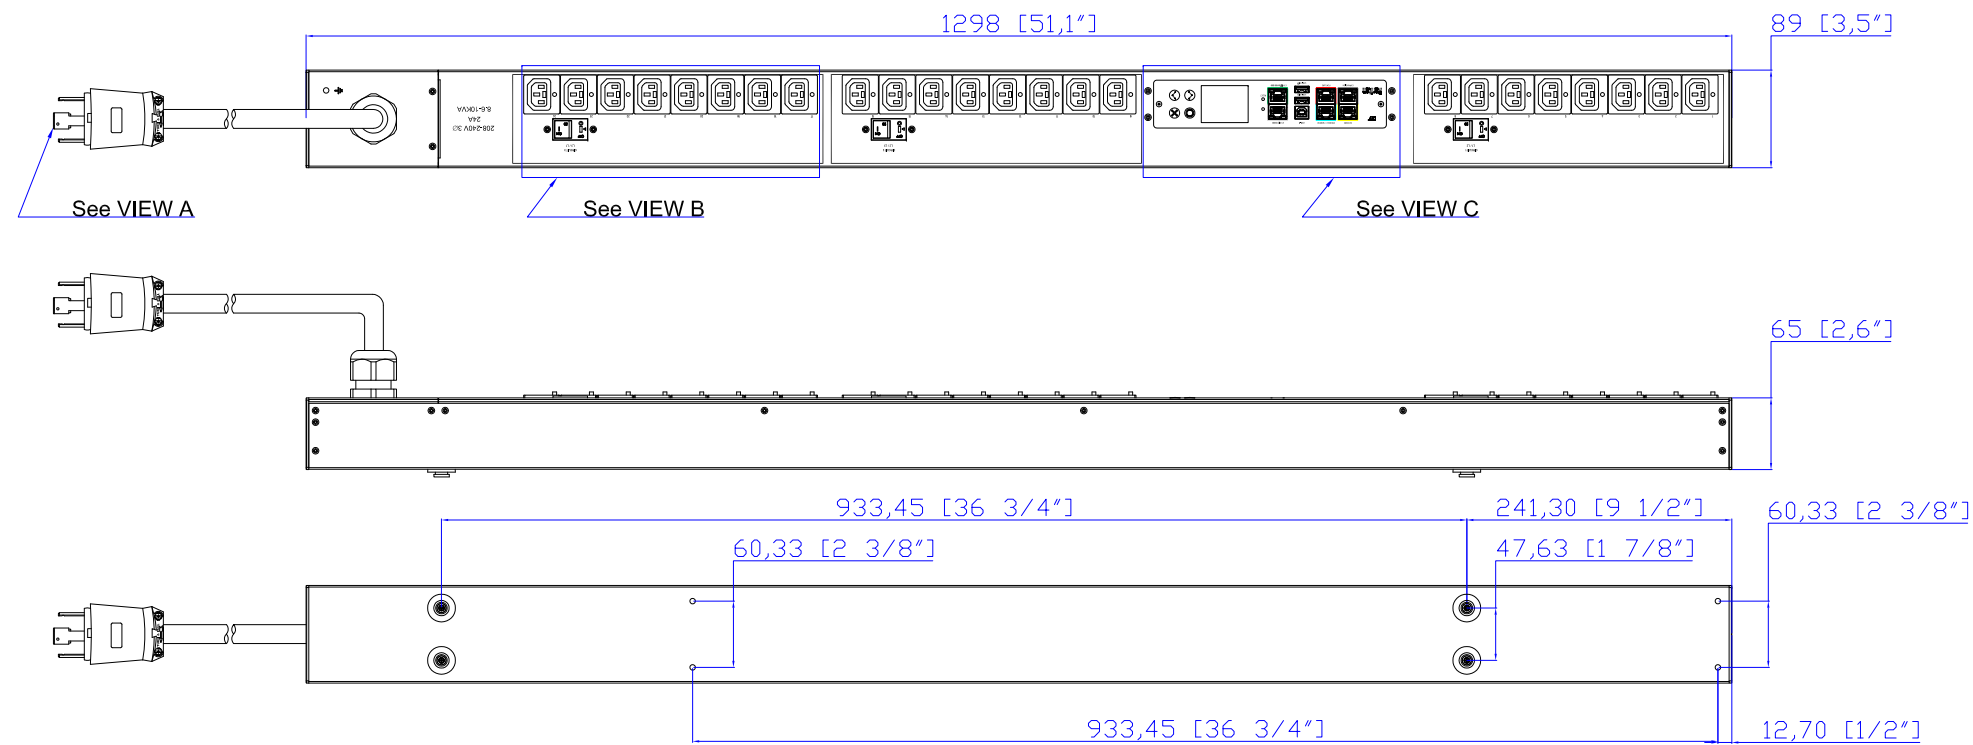 1298 [51,1″]
89 [3,5″]
208-240V 3Ø
24A
8.6-10KVA
See VIEW A
See VIEW B
See VIEW C
65 [2,6″]
933,45 [36 3/4″]
241,30 [9 1/2″]
60,33 [2 3/8″]
60,33 [2 3/8″]
47,63 [1 7/8″]
933,45 [36 3/4″]
12,70 [1/2″]